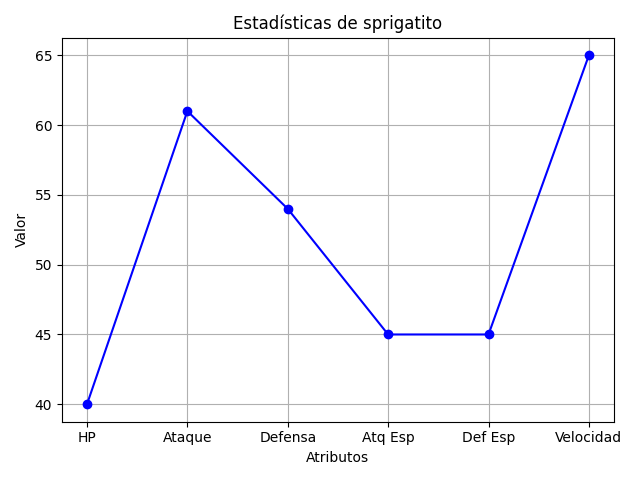 Estadísticas de sprigatito
Valor
65
60
55
50
45
40
HP Ataque Defensa Atq Esp Def Esp Velocidad
Atributos